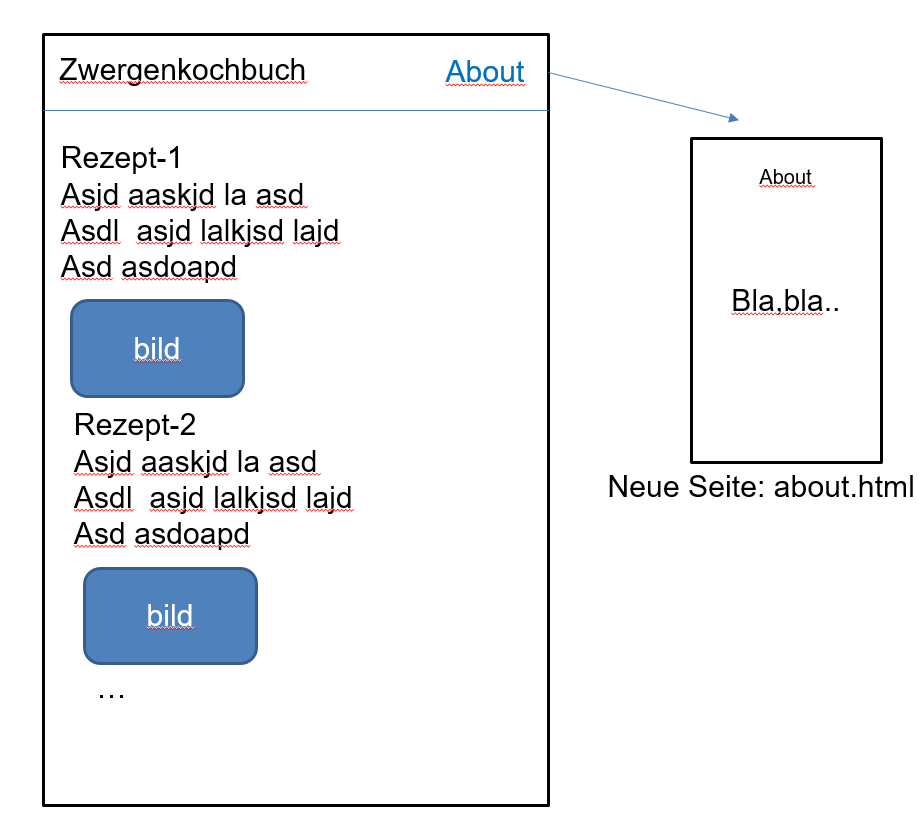 Zwergenkochbuch About
Rezept-1
Asjd aaskjd la asd
Asdl  asjd lalkjsd lajd
Asd asdoapd
bild
Rezept-2
Asjd aaskjd la asd
Asdl  asjd lalkjsd lajd
Asd asdoapd
bild
...
About
Bla,bla..
Neue Seite: about.html